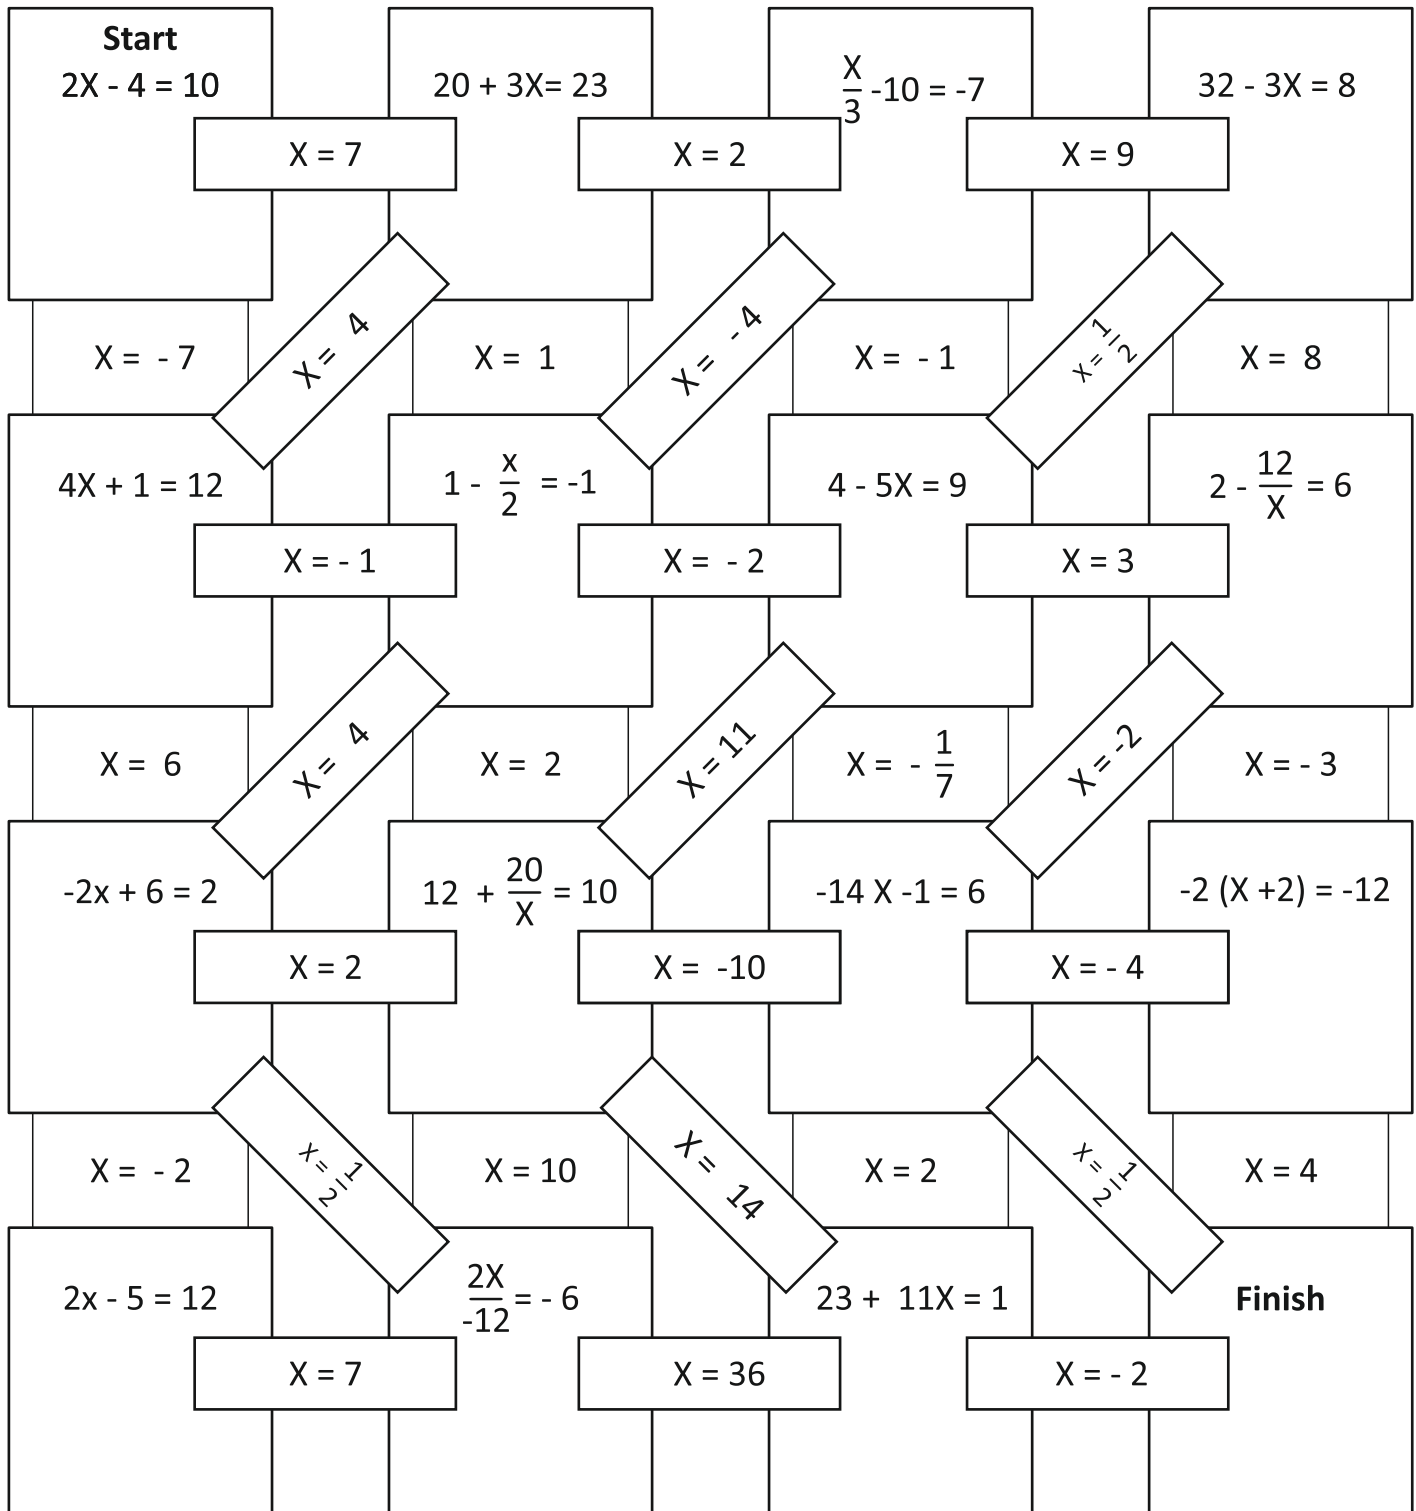 Start
2X - 4 = 10
20 + 3X= 23
X/3 -10 = -7
32 - 3X = 8
X = 7
X = 2
X = 9
X = 4
X = - 4
X = 1/2
X = - 7
X = 1
X = - 1
X = 8
4X + 1 = 12
1 - x/2 = -1
4 - 5X = 9
2 - 12/X = 6
X = - 1
X = - 2
X = 3
X = 4
X = 11
X = -2
X = 6
X = 2
X = - 1/7
X = - 3
-2x + 6 = 2
12 + 20/X = 10
-14 X -1 = 6
-2 (X +2) = -12
X = 2
X = -10
X = - 4
X = 1/2
X = 14
X = 1/2
X = - 2
X = 10
X = 2
X = 4
2x - 5 = 12
2X/-12 = - 6
23 + 11X = 1
Finish
X = 7
X = 36
X = - 2